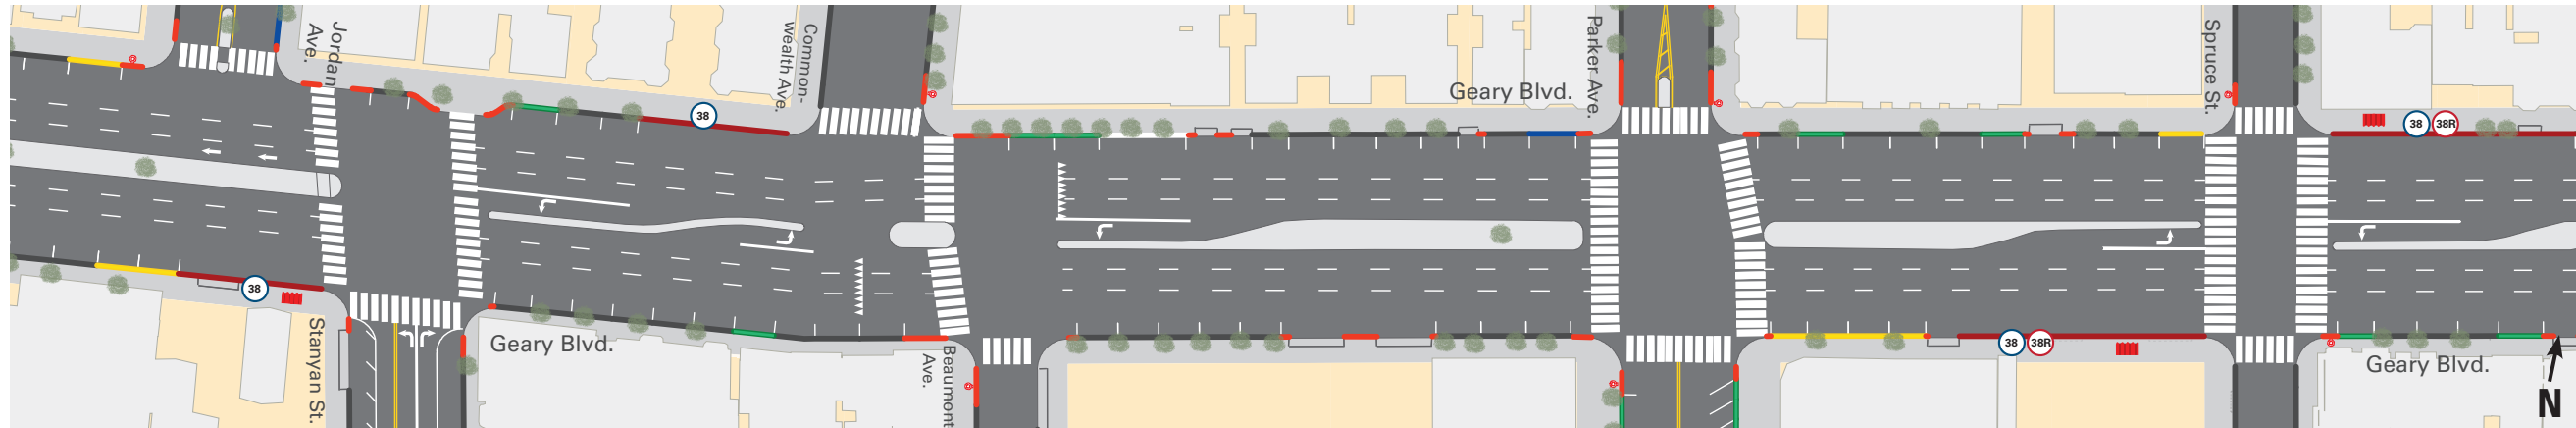 Jordan
Ave.
Common-
wealth Ave.
38
Geary Blvd.
Parker Ave.
Spruce St.
38
38R
38
Stanyan St.
Geary Blvd.
Beaumont
Ave.
38
38R
Geary Blvd.
N